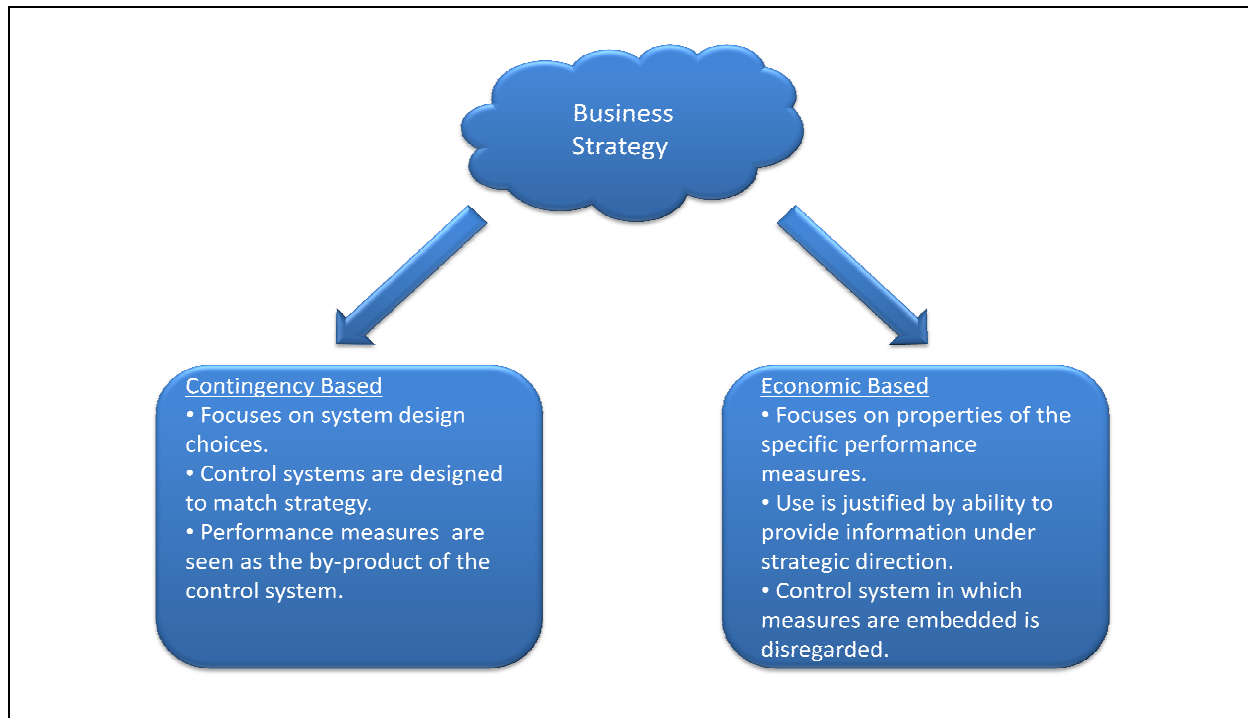 Business
Strategy
Contingency Based
• Focuses on system design
choices.
• Control systems are designed
to match strategy.
• Performance measures  are
seen as the by-product of the
control system.
Economic Based
• Focuses on properties of the
specific performance
measures.
• Use is justified by ability to
provide information under
strategic direction.
• Control system in which
measures are embedded is
disregarded.